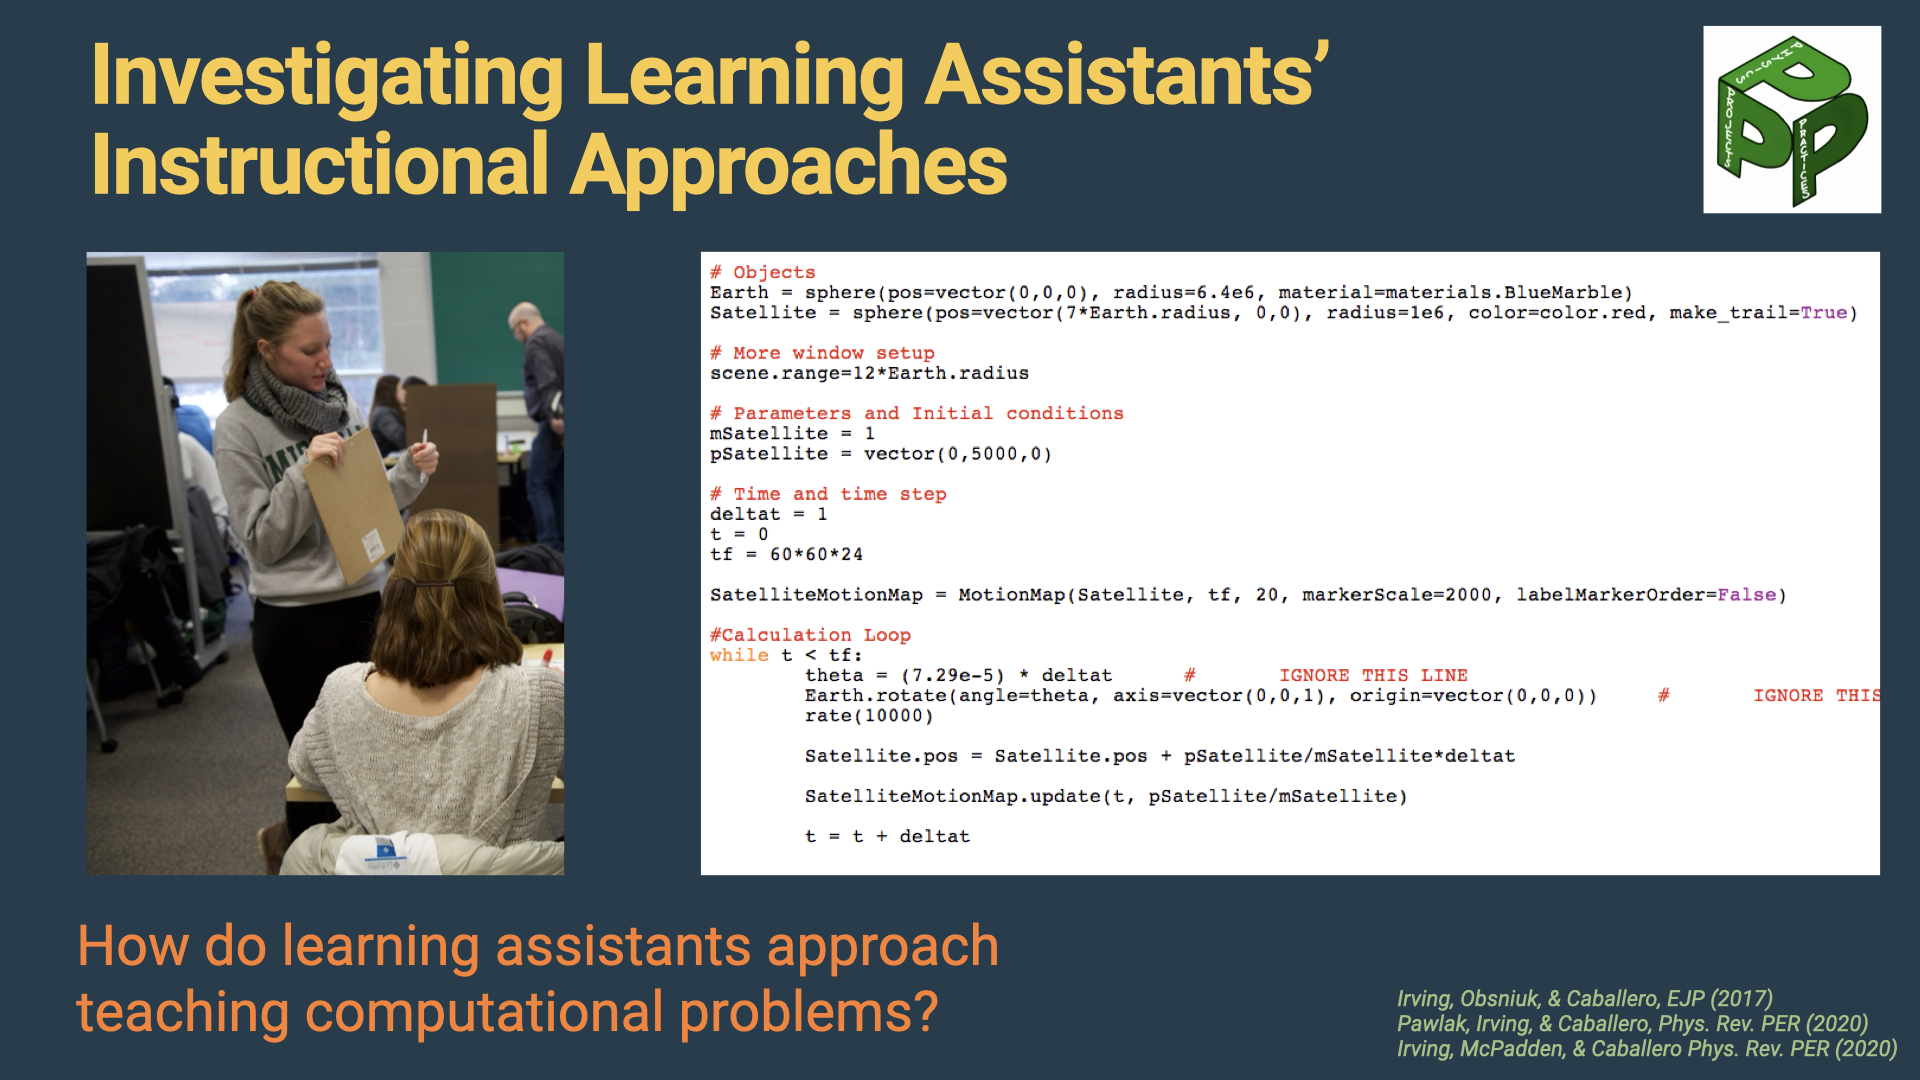 Investigating Learning Assistants’
Instructional Approaches
PHYSICS
PROJECTS
PRACTICES
# Objects
Earth = sphere(pos=vector(0,0,0), radius=6.4e6, material=materials.BlueMarble)
Satellite = sphere(pos=vector(7*Earth.radius, 0,0), radius=1e6, color=color.red, make_trail=True)
# More window setup
scene.range=12*Earth.radius
# Parameters and Initial conditions
mSatellite = 1
pSatellite = vector(0,5000,0)
# Time and time step
deltat = 1
t = 0
tf = 60*60*24
SatelliteMotionMap = MotionMap(Satellite, tf, 20, markerScale=2000, labelMarkerOrder=False)
#Calculation Loop
while t < tf:
theta = (7.29e-5) * deltat # IGNORE THIS LINE
Earth.rotate(angle=theta, axis=vector(0,0,1), origin=vector(0,0,0)) # IGNORE THIS
rate(10000)
Satellite.pos = Satellite.pos + pSatellite/mSatellite*deltat
SatelliteMotionMap.update(t, pSatellite/mSatellite)
t = t + deltat
How do learning assistants approach
teaching computational problems?
Irving, Obsniuk, & Caballero, EJP (2017)
Pawlak, Irving, & Caballero, Phys. Rev. PER (2020)
Irving, McPadden, & Caballero Phys. Rev. PER (2020)